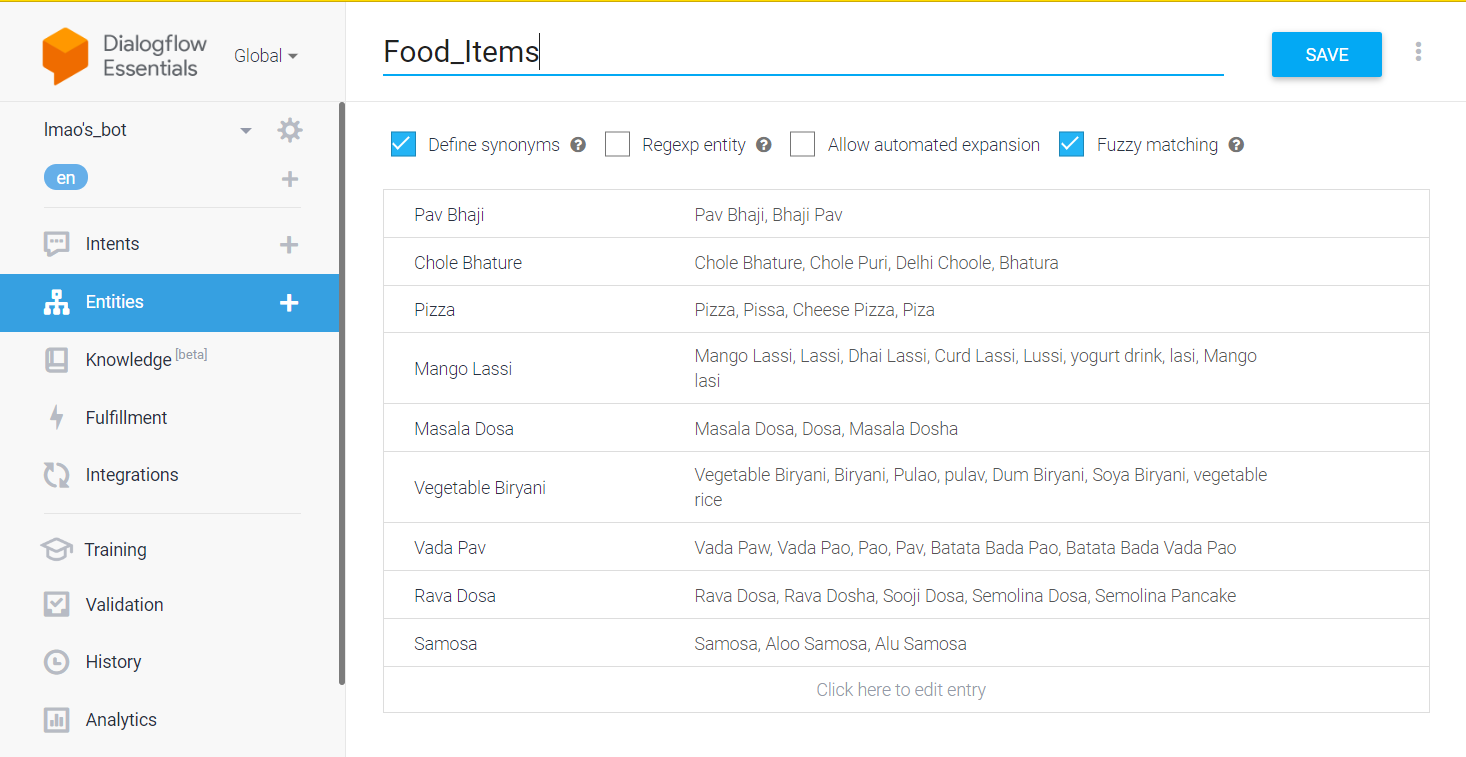 Dialogflow
Essentials
Global
Food_Items
SAVE
lmao's_bot
en
Intents
Entities
Knowledge [beta]
Fulfillment
Integrations
Training
Validation
History
Analytics
Define synonyms
Regexp entity
Allow automated expansion
Fuzzy matching
Pav Bhaji
Pav Bhaji, Bhaji Pav
Chole Bhature
Chole Bhature, Chole Puri, Delhi Choole, Bhatura
Pizza
Pizza, Pissa, Cheese Pizza, Piza
Mango Lassi
Mango Lassi, Lassi, Dhai Lassi, Curd Lassi, Lussi, yogurt drink, lasi, Mango
lasi
Masala Dosa
Masala Dosa, Dosa, Masala Dosha
Vegetable Biryani
Vegetable Biryani, Biryani, Pulao, pulav, Dum Biryani, Soya Biryani, vegetable
rice
Vada Pav
Vada Paw, Vada Pao, Pao, Pav, Batata Bada Pao, Batata Bada Vada Pao
Rava Dosa
Rava Dosa, Rava Dosha, Sooji Dosa, Semolina Dosa, Semolina Pancake
Samosa
Samosa, Aloo Samosa, Alu Samosa
Click here to edit entry